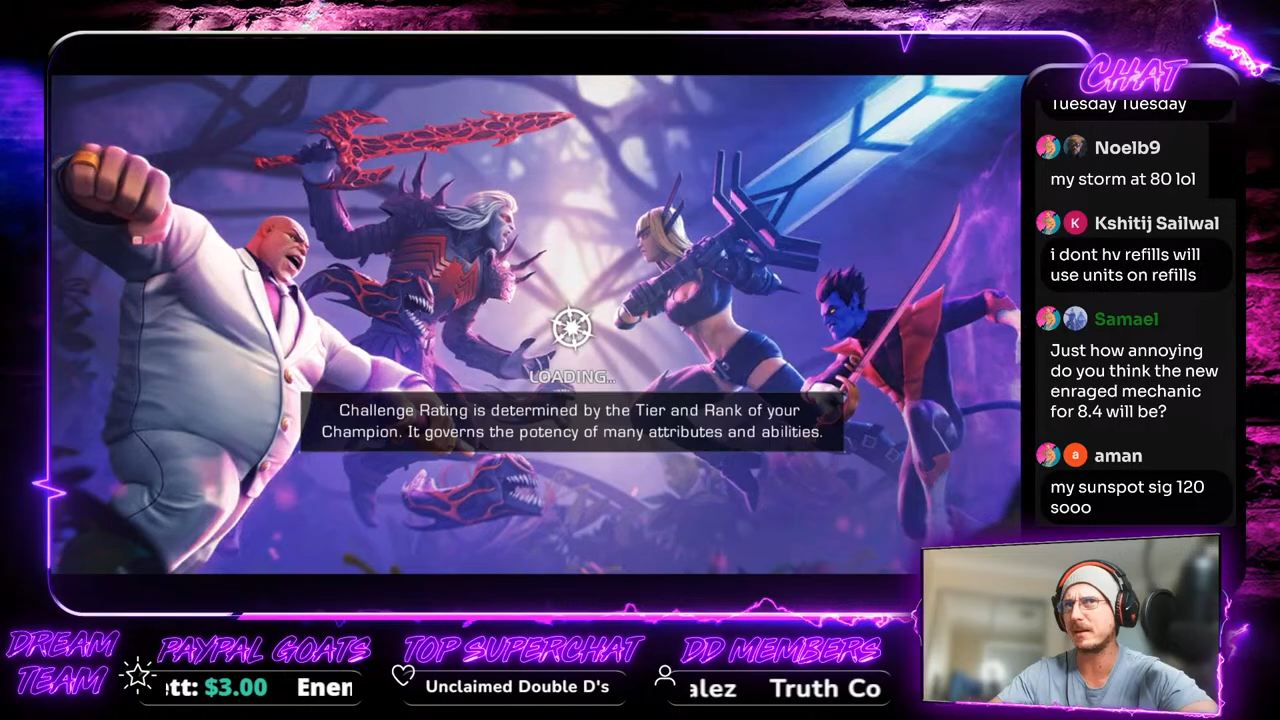 CHAT
Tuesday Tuesday
Noelb9
my storm at 80 lol
K
Kshitij Sailwal
i dont hv refills will
use units on refills
Samael
Just how annoying
do you think the new
enraged mechanic
for 8.4 will be?
a
aman
my sunspot sig 120
sooo
LOADING...
Challenge Rating is determined by the Tier and Rank of your
Champion. It governs the potency of many attributes and abilities.
DREAM
TEAM
PAYPAL GOATS
tt: $3.00 Ener
TOP SUPERCHAT
Unclaimed Double D's
DD MEMBERS
alez Truth Co